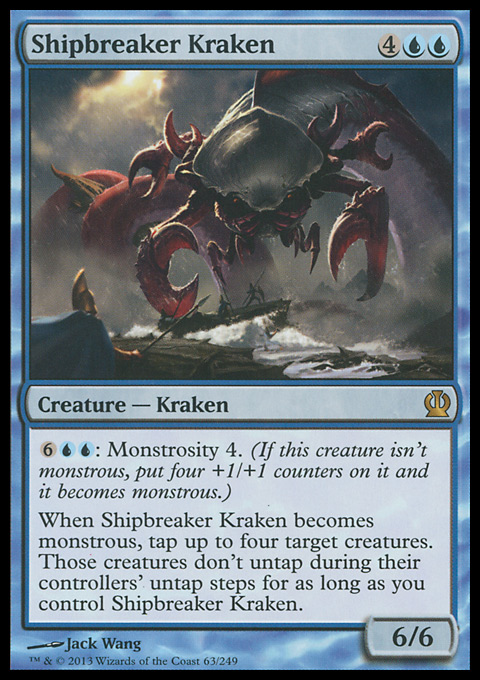 Shipbreaker Kraken 4
Creature — Kraken
6: Monstrosity 4. (If this creature isn't
monstrous, put four +1/+1 counters on it and
it becomes monstrous.)
When Shipbreaker Kraken becomes
monstrous, tap up to four target creatures.
Those creatures don't untap during their
controllers' untap steps for as long as you
control Shipbreaker Kraken.
6/6
Jack Wang
™ & © 2013 Wizards of the Coast 63/249